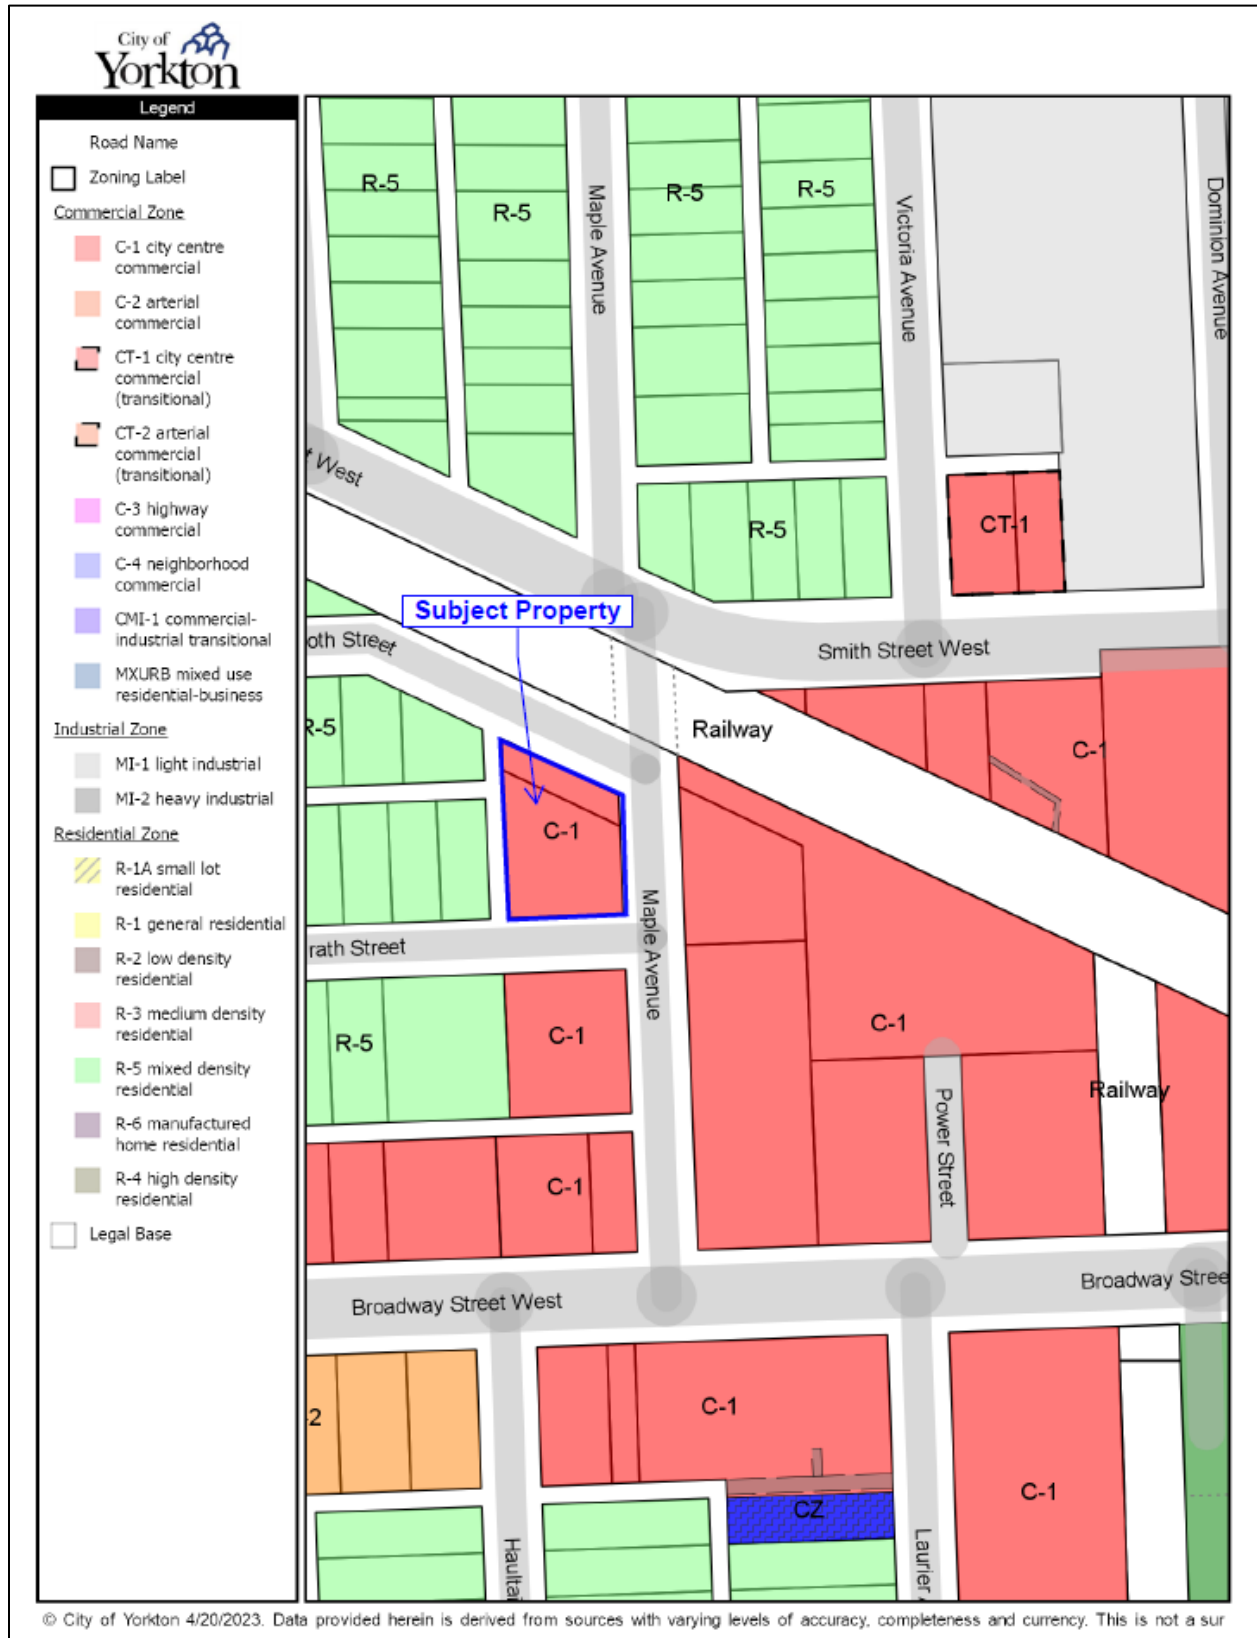 City of
Yorkton
Legend
Road Name
Zoning Label
Commercial Zone
C-1 city centre
commercial
C-2 arterial
commercial
CT-1 city centre
commercial
(transitional)
CT-2 arterial
commercial
(transitional)
C-3 highway
commercial
C-4 neighborhood
commercial
CMI-1 commercial-
industrial transitional
MXURB mixed use
residential-business
Industrial Zone
MI-1 light industrial
MI-2 heavy industrial
Residential Zone
R-1A small lot
residential
R-1 general residential
R-2 low density
residential
R-3 medium density
residential
R-5 mixed density
residential
R-6 manufactured
home residential
R-4 high density
residential
Legal Base
R-5
R-5
Maple Avenue
R-5
R-5
Victoria Avenue
Dominion Avenue
t West
R-5
CT-1
Subject Property
oth Street
Smith Street West
R-5
Railway
C-1
C-1
Maple Avenue
rath Street
R-5
C-1
C-1
Railway
Power Street
C-1
Broadway Street West
Broadway Stree
-2
C-1
C-1
CZ
Haultai
Laurier A
© City of Yorkton 4/20/2023. Data provided herein is derived from sources with varying levels of accuracy, completeness and currency. This is not a sur